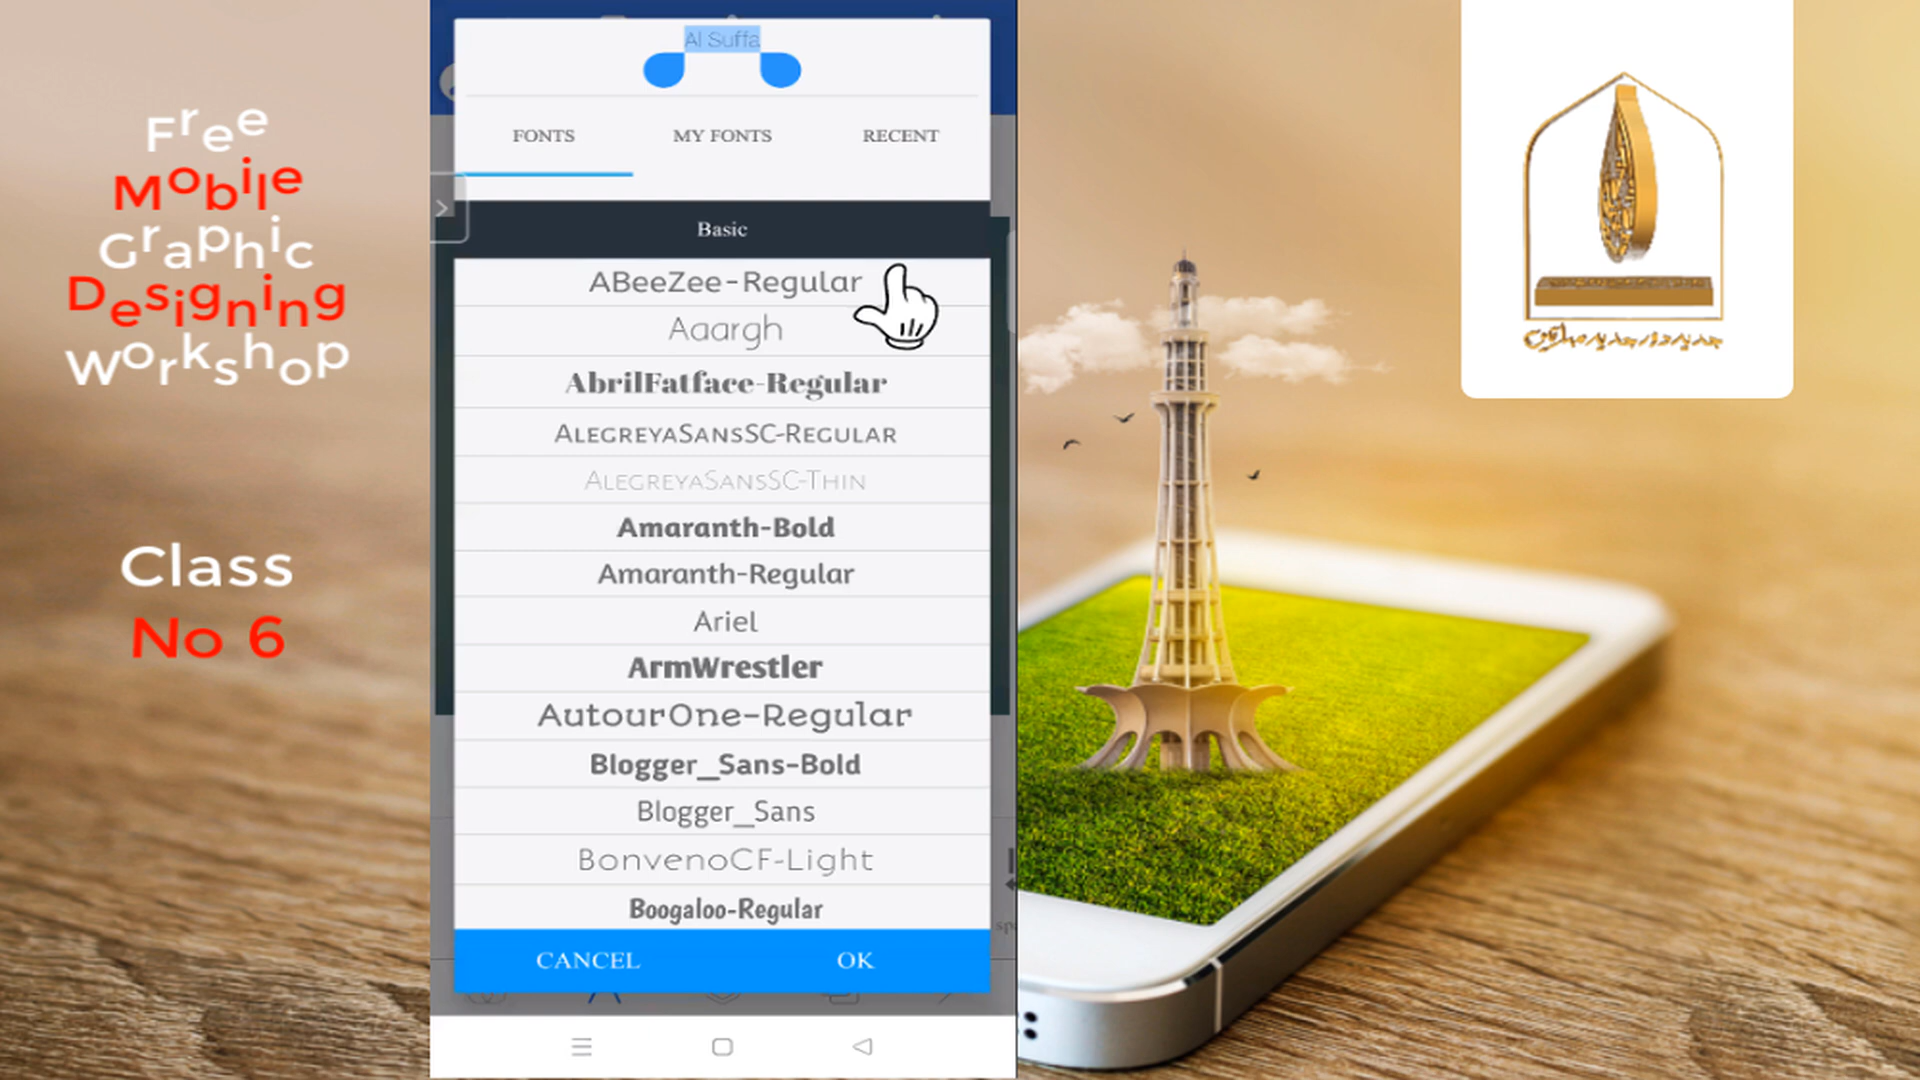 Free
Mobile
Graphic
Designing
Workshop
Class
No 6
Al Suffa
FONTS
MY FONTS
RECENT
Basic
ABeeZee-Regular
Aaargh
AbrilFatface-Regular
AlegreyaSansSC-Regular
AlegreyaSansSC-Thin
Amaranth-Bold
Amaranth-Regular
Ariel
ArmWrestler
AutourOne-Regular
Blogger_Sans-Bold
Blogger_Sans
BonvenoCF-Light
Boogaloo-Regular
CANCEL
OK